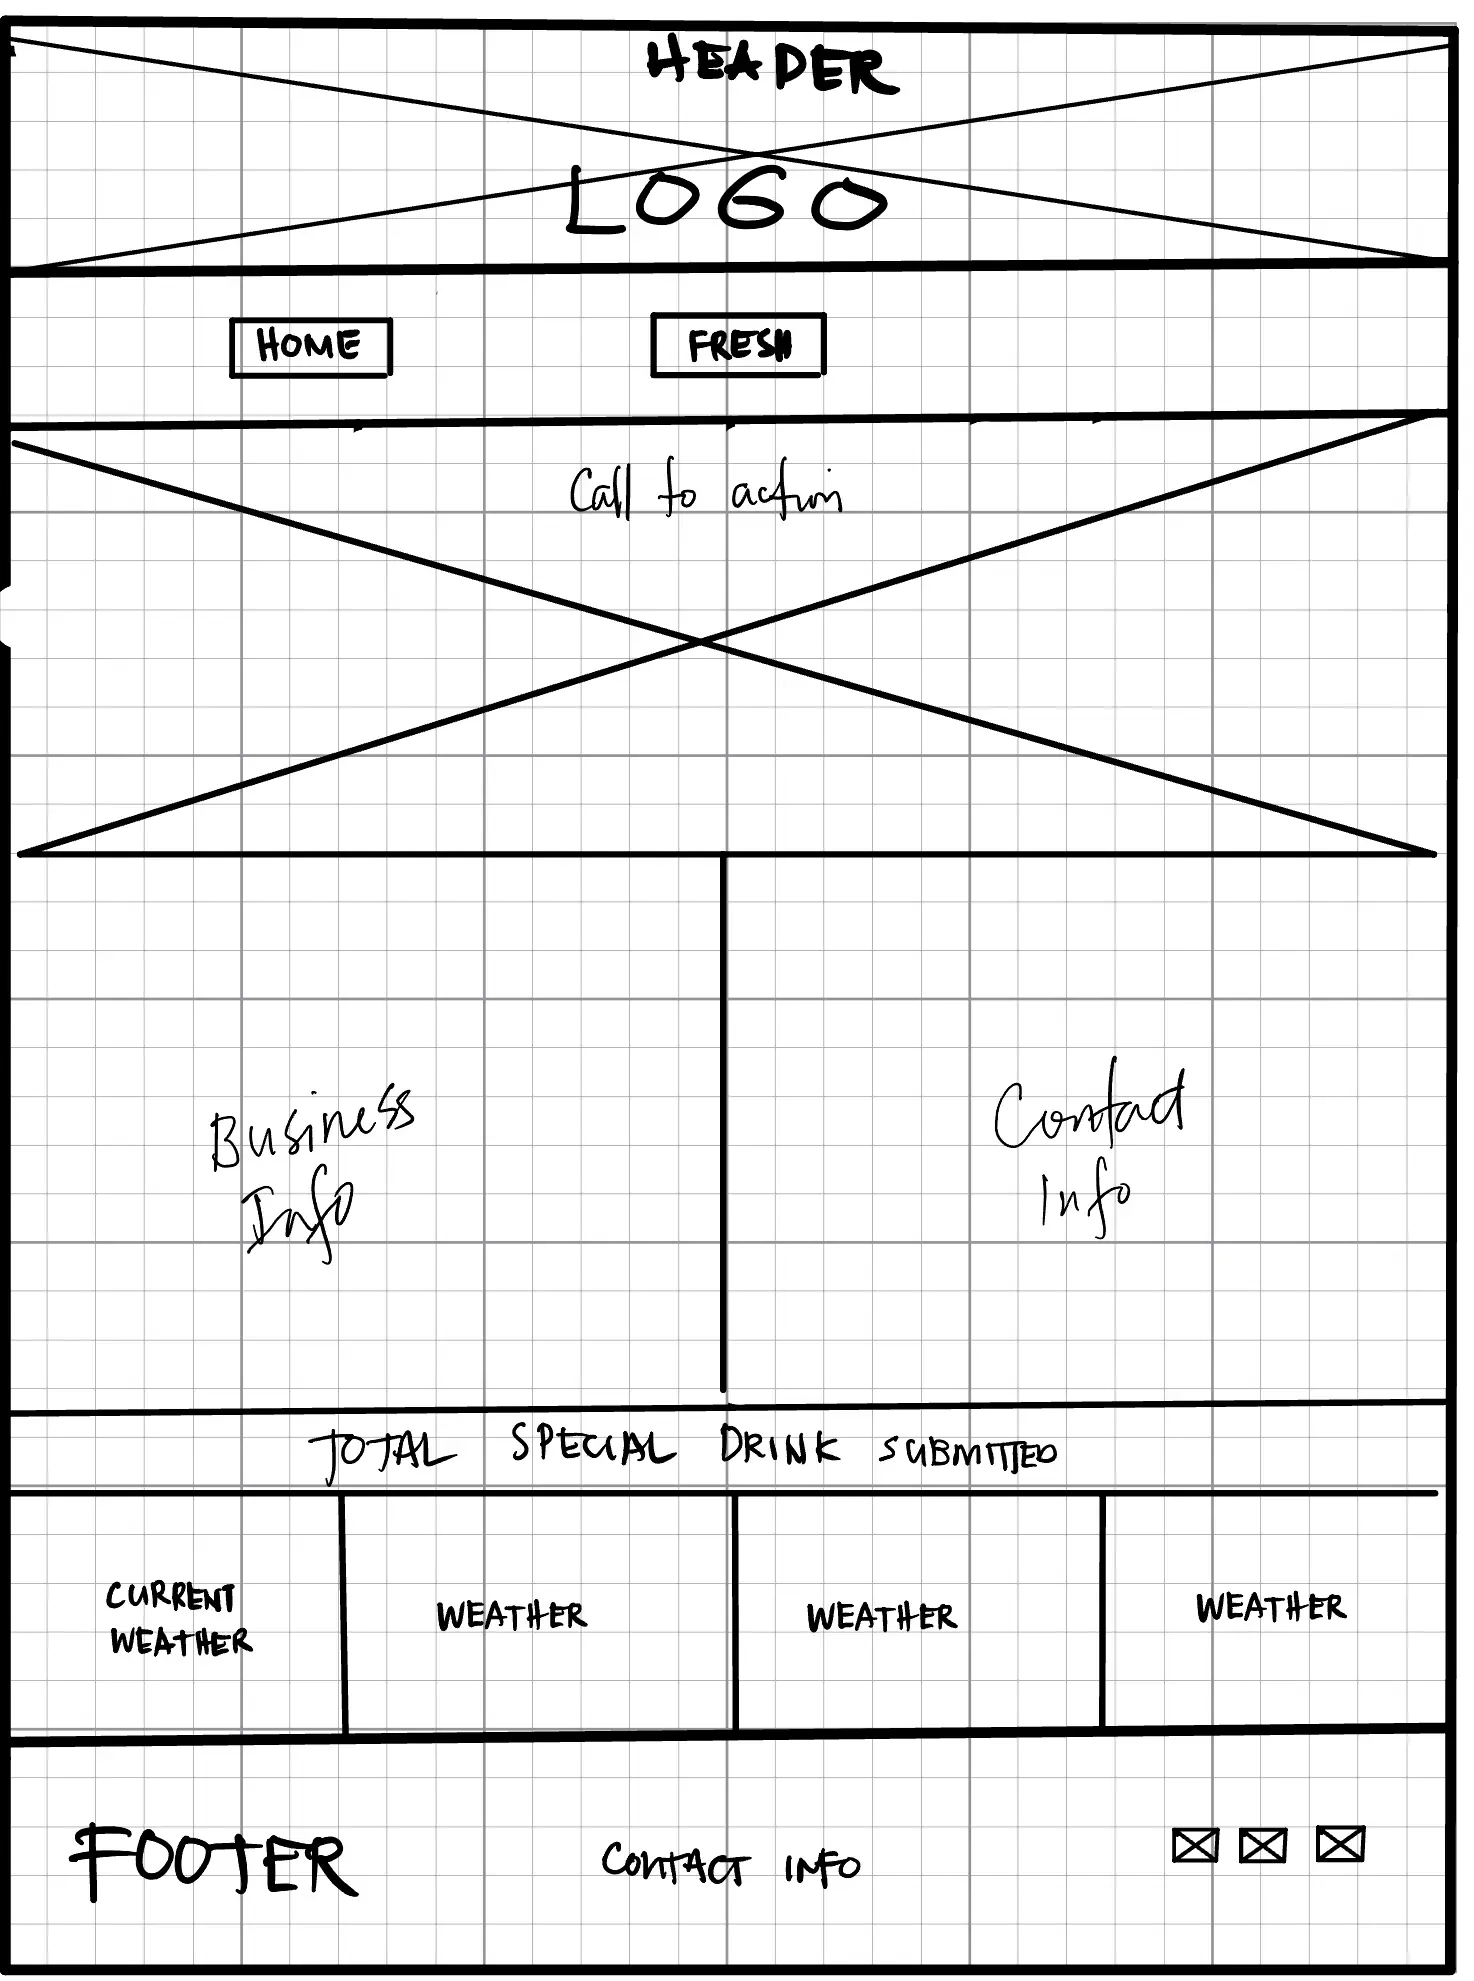 HEADER
LOGO
HOME
FRESH
Call to action
Business
Info
Contact
Info
TOTAL SPECIAL DRINK SUBMITTED
CURRENT
WEATHER
WEATHER
WEATHER
WEATHER
FOOTER
CONTACT INFO